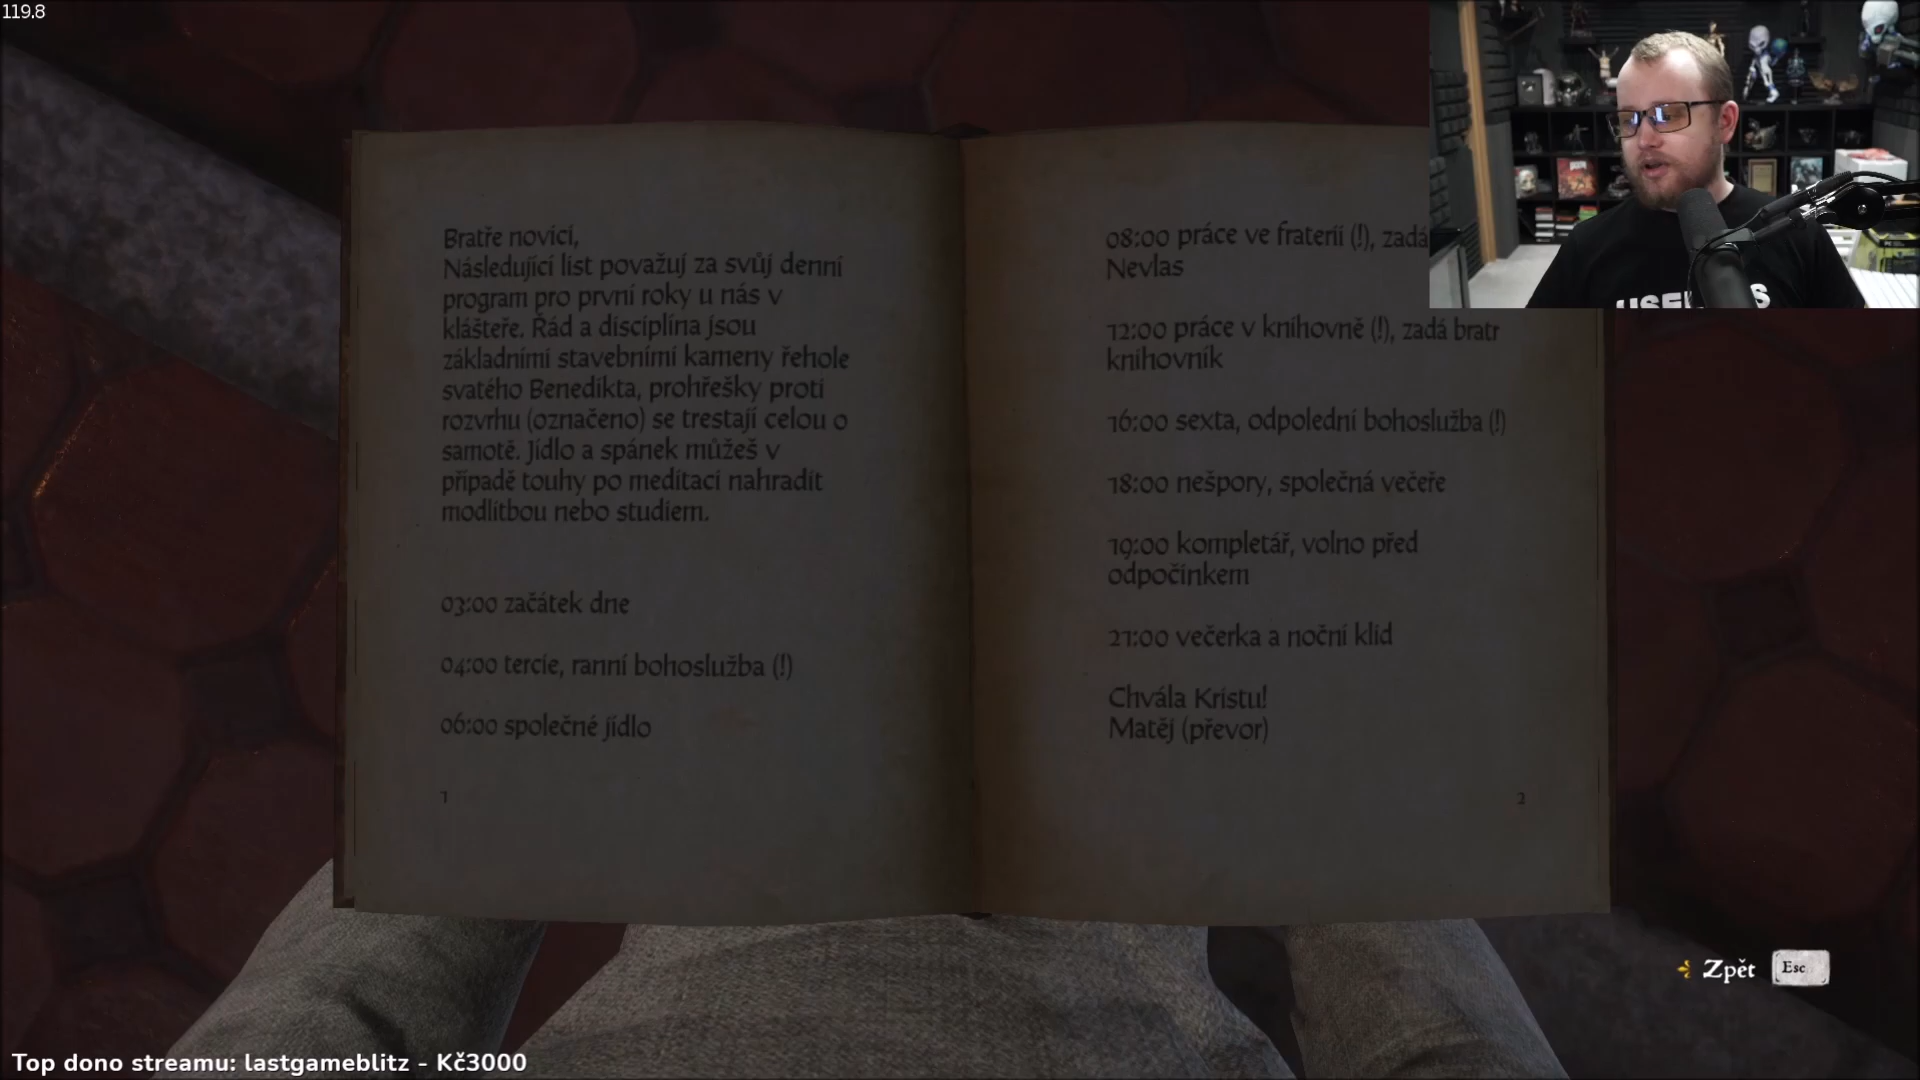 119.8
Bratře novici,
Následující list považuj za svůj denní
program pro první roky u nás v
klášteře. Řád a disciplína jsou
základními stavebními kameny řehole
svatého Benedikta, prohřešky proti
rozvrhu (označeno) se trestají celou o
samotě. Jídlo a spánek můžeš v
případě touhy po meditaci nahradit
modlitbou nebo studiem.
03:00 začátek dne
04:00 tercie, ranní bohoslužba (!)
06:00 společné jídlo
1
08:00 práce ve fraterii (!), zadá
Nevlas
12:00 práce v knihovně (!), zadá bratr
knihovník
16:00 sexta, odpolední bohoslužba (!)
18:00 nešpory, společná večeře
19:00 kompletář, volno před
odpočinkem
21:00 večerka a noční klid
Chvála Kristu!
Matěj (převor)
2
Zpět Esc
Top dono streamu: lastgameblitz - Kč3000